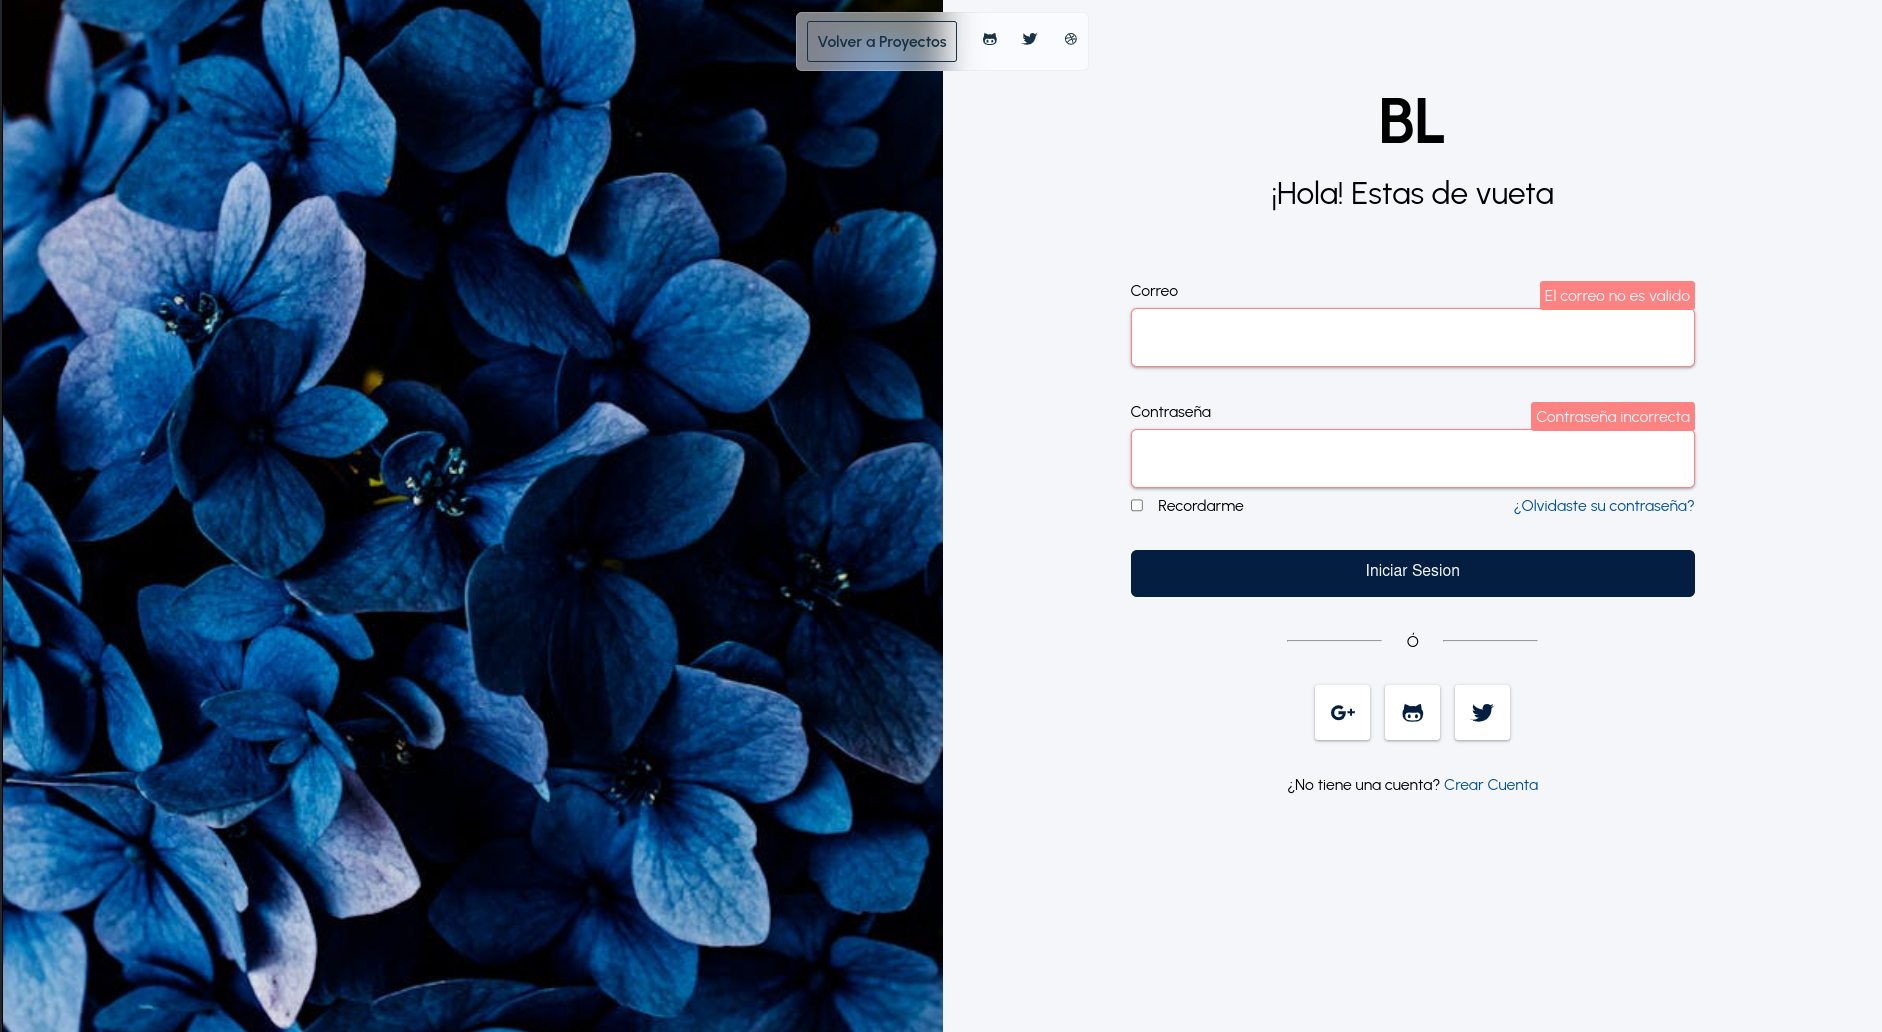 Volver a Proyectos
BL
¡Hola! Estas de vueta
Correo
El correo no es valido
Contraseña
Contraseña incorrecta
Recordarme
¿Olvidaste su contraseña?
Iniciar Sesion
Ó
G+
¿No tiene una cuenta? Crear Cuenta